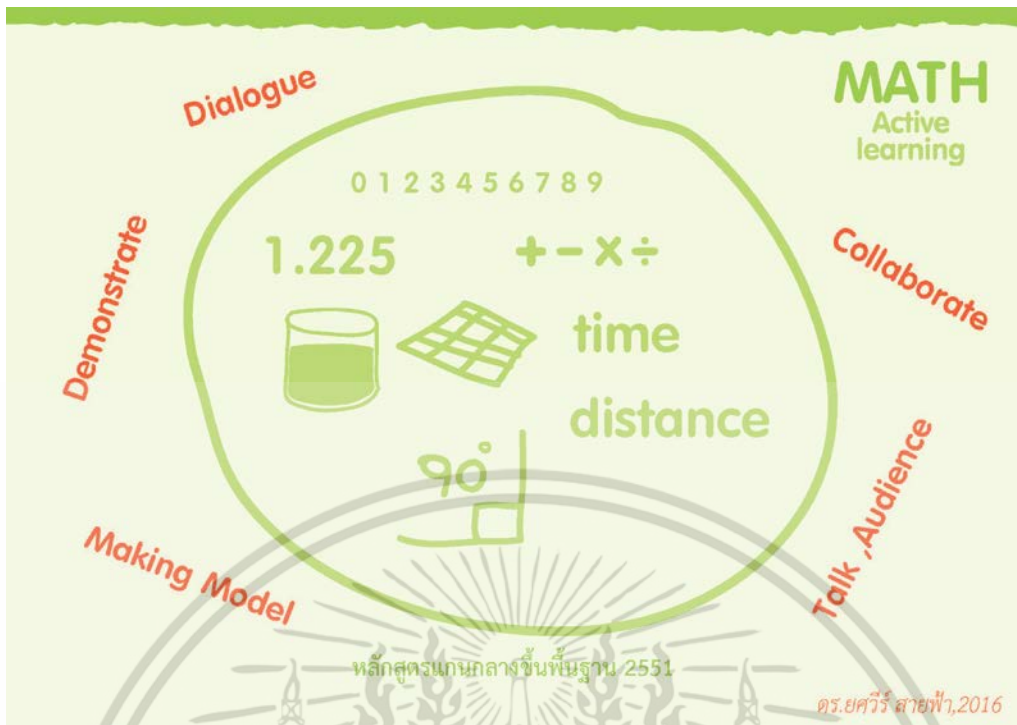 MATH
Active
learning
Dialogue
0 1 2 3 4 5 6 7 8 9
1.225
+ - x ÷
Demonstrate
Collaborate
time
distance
90°
Making Model
Talk ,Audience
หลักสูตรแกนกลางขึ้นพื้นฐาน 2551
ดร.ยศวีร์ สายฟ้า,2016